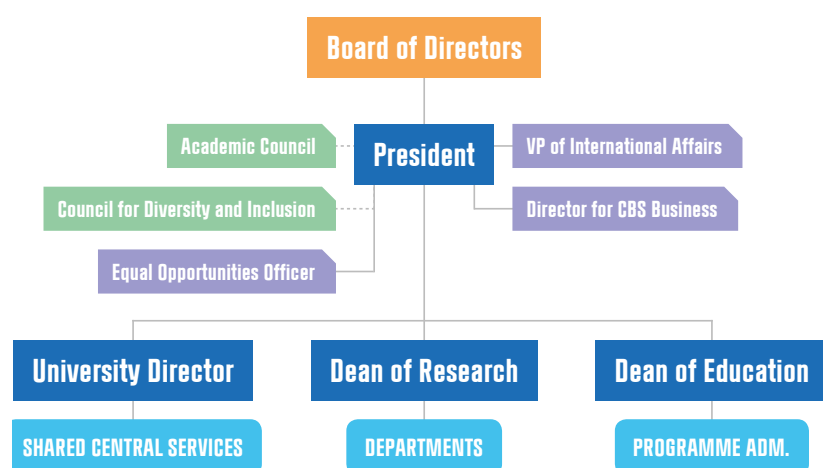 Board of Directors
Academic Council
President
VP of International Affairs
Council for Diversity and Inclusion
Director for CBS Business
Equal Opportunities Officer
University Director
Dean of Research
Dean of Education
SHARED CENTRAL SERVICES
DEPARTMENTS
PROGRAMME ADM.